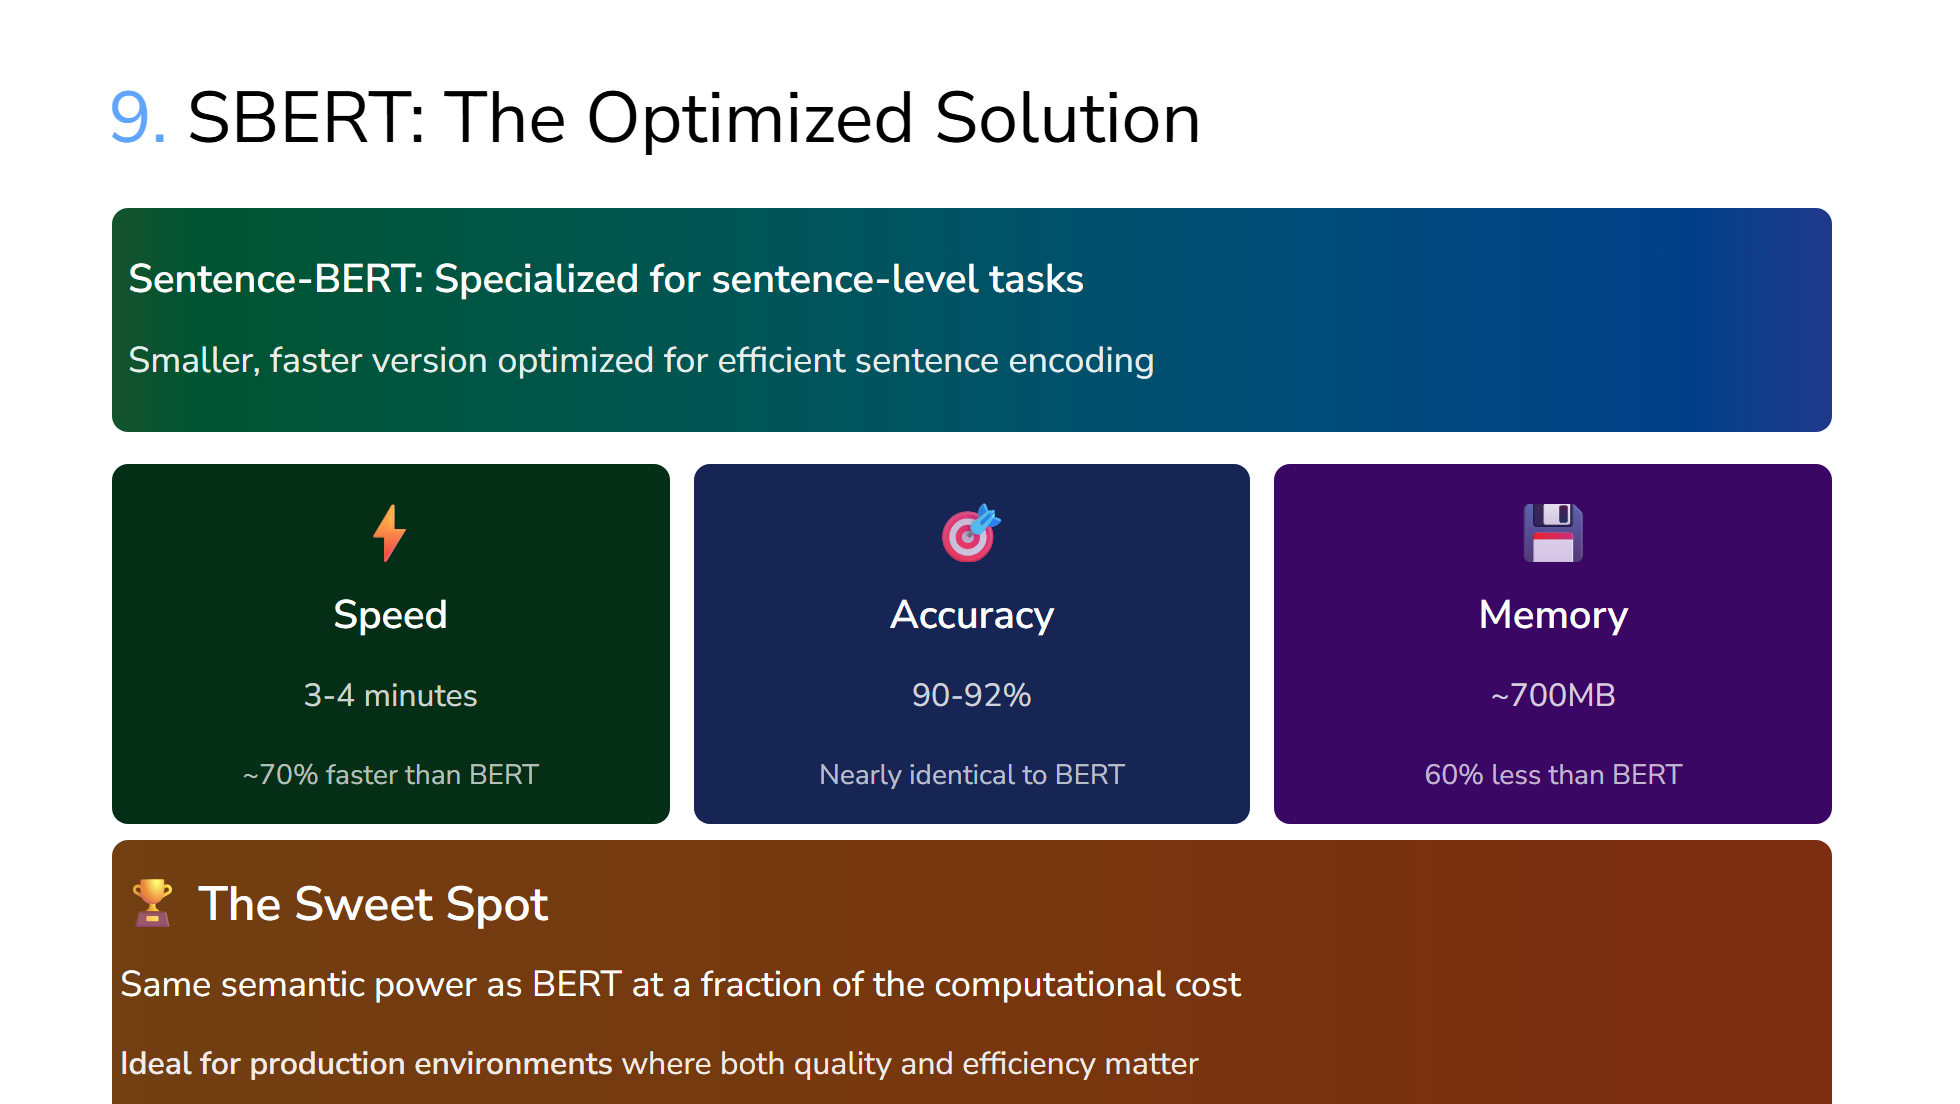 9. SBERT: The Optimized Solution
Sentence-BERT: Specialized for sentence-level tasks
Smaller, faster version optimized for efficient sentence encoding
Speed
3-4 minutes
~70% faster than BERT
Accuracy
90-92%
Nearly identical to BERT
Memory
~700MB
60% less than BERT
The Sweet Spot
Same semantic power as BERT at a fraction of the computational cost
Ideal for production environments where both quality and efficiency matter